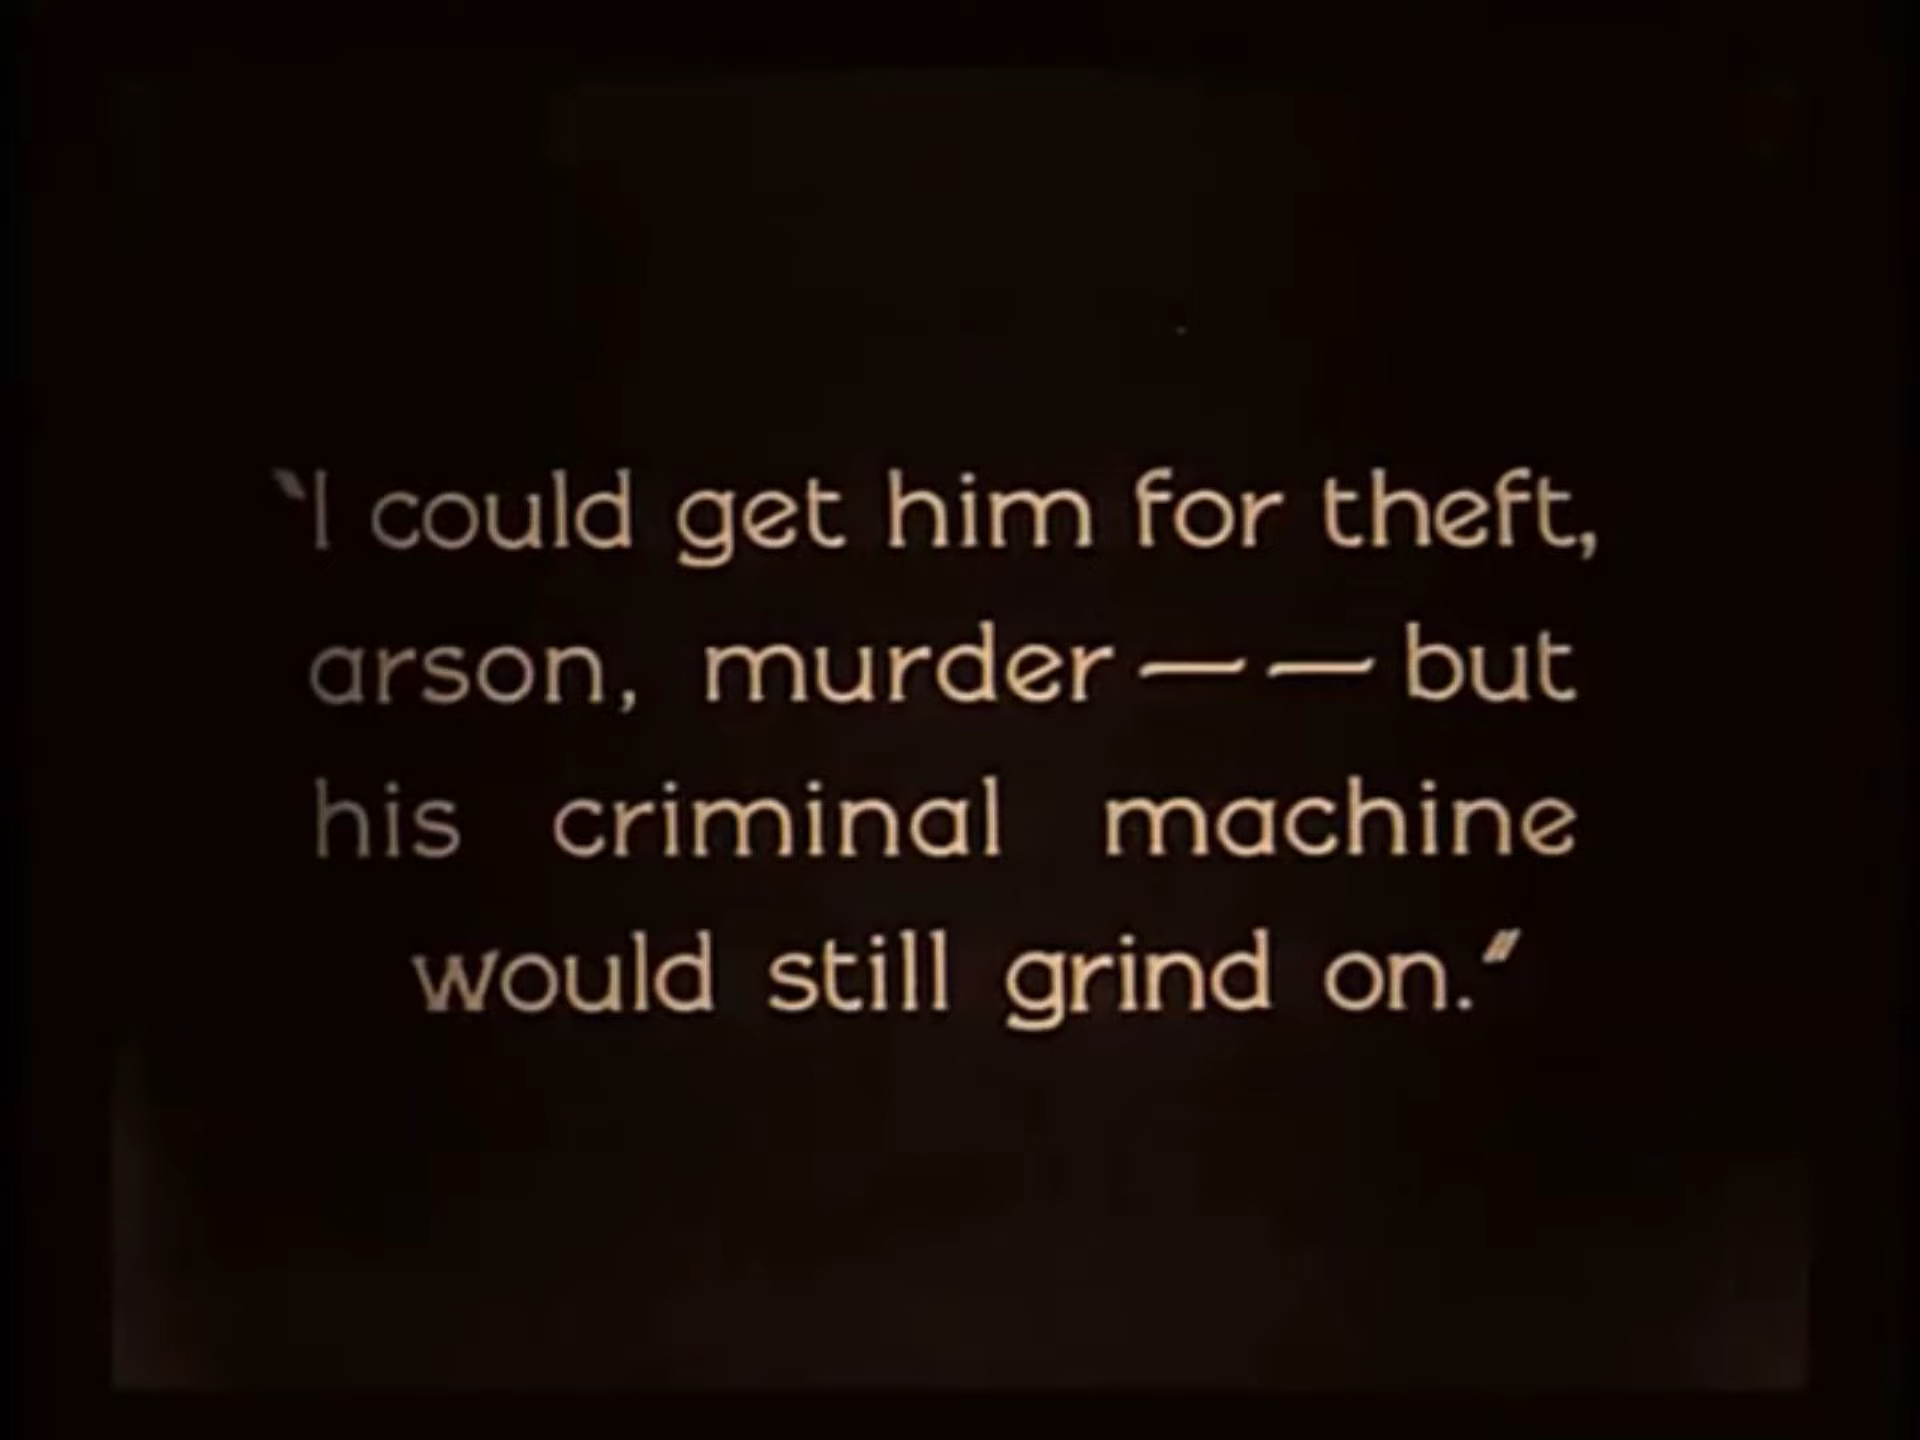 "I could get him for theft,
arson, murder — — but
his criminal machine
would still grind on."